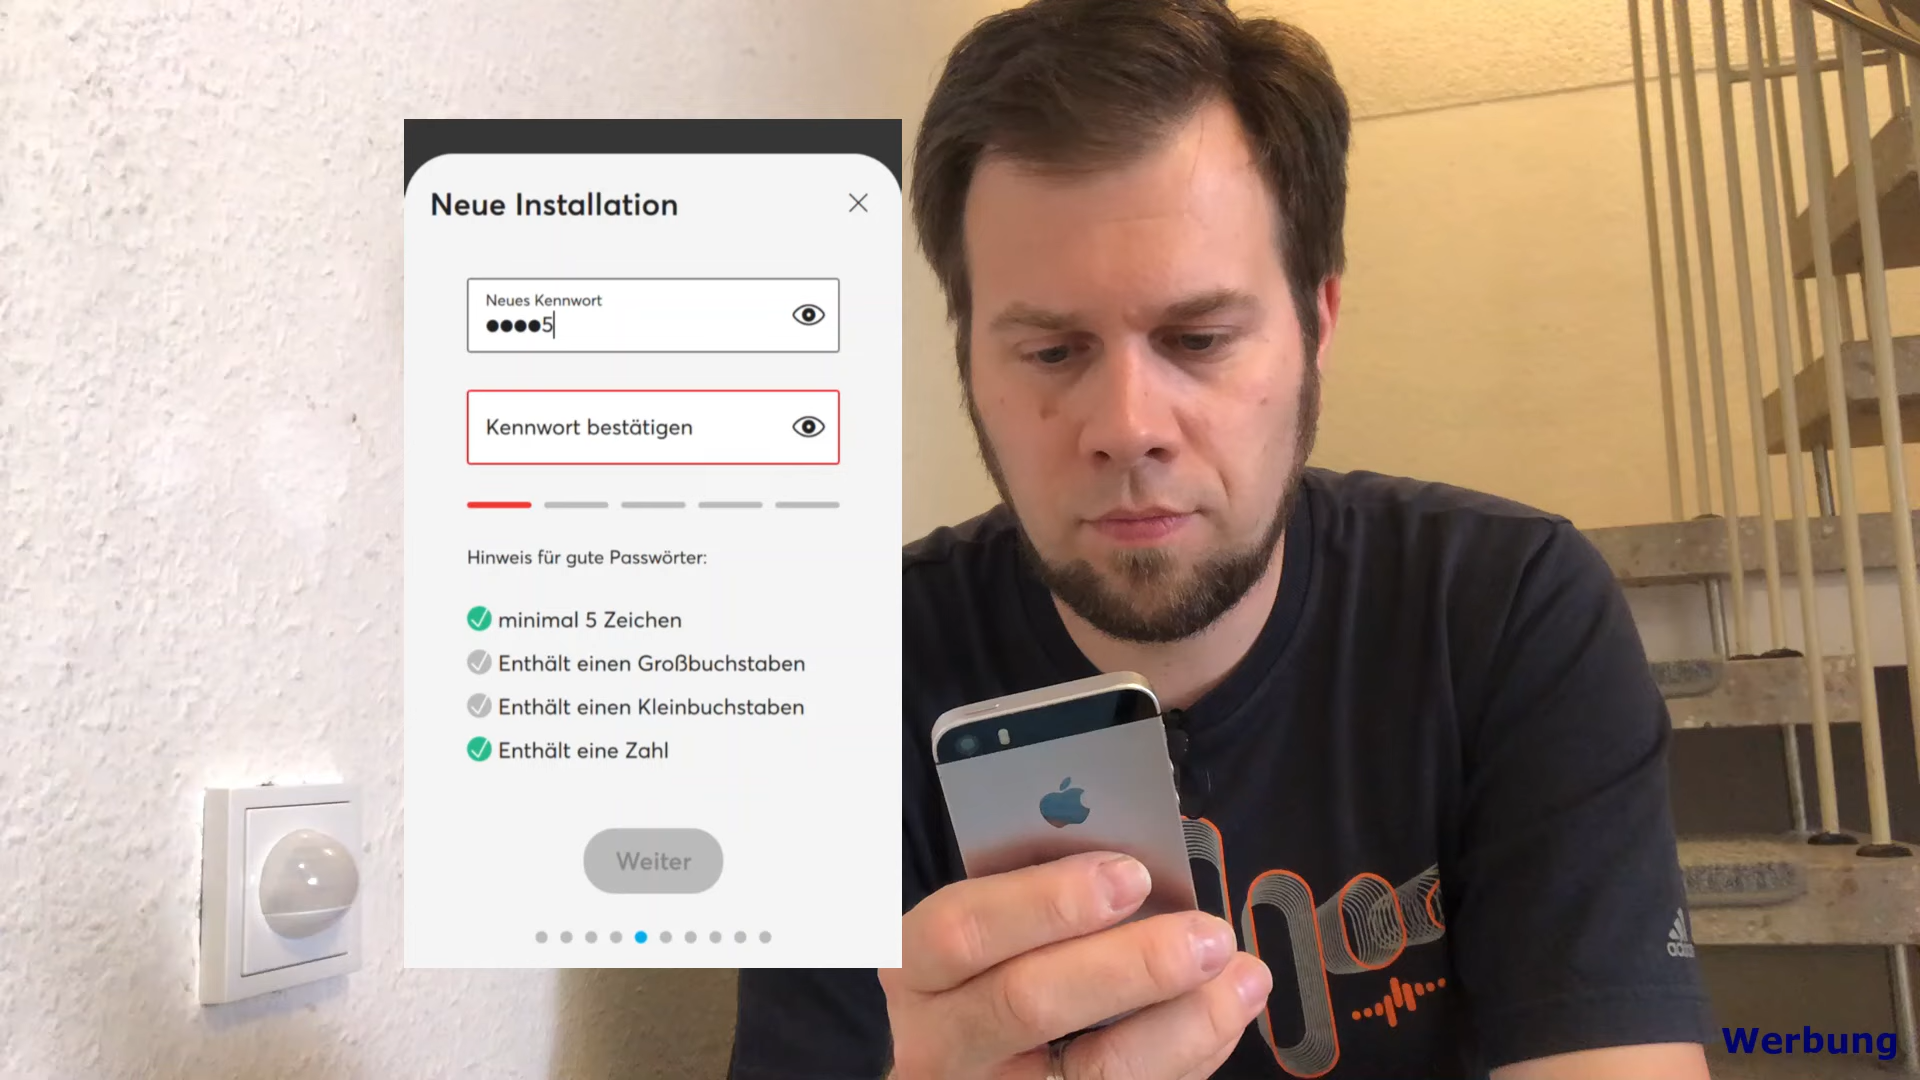 Neue Installation
Neues Kennwort
●●●●5
Kennwort bestätigen
Hinweis für gute Passwörter:
minimal 5 Zeichen
Enthält einen Großbuchstaben
Enthält einen Kleinbuchstaben
Enthält eine Zahl
Weiter
Werbung